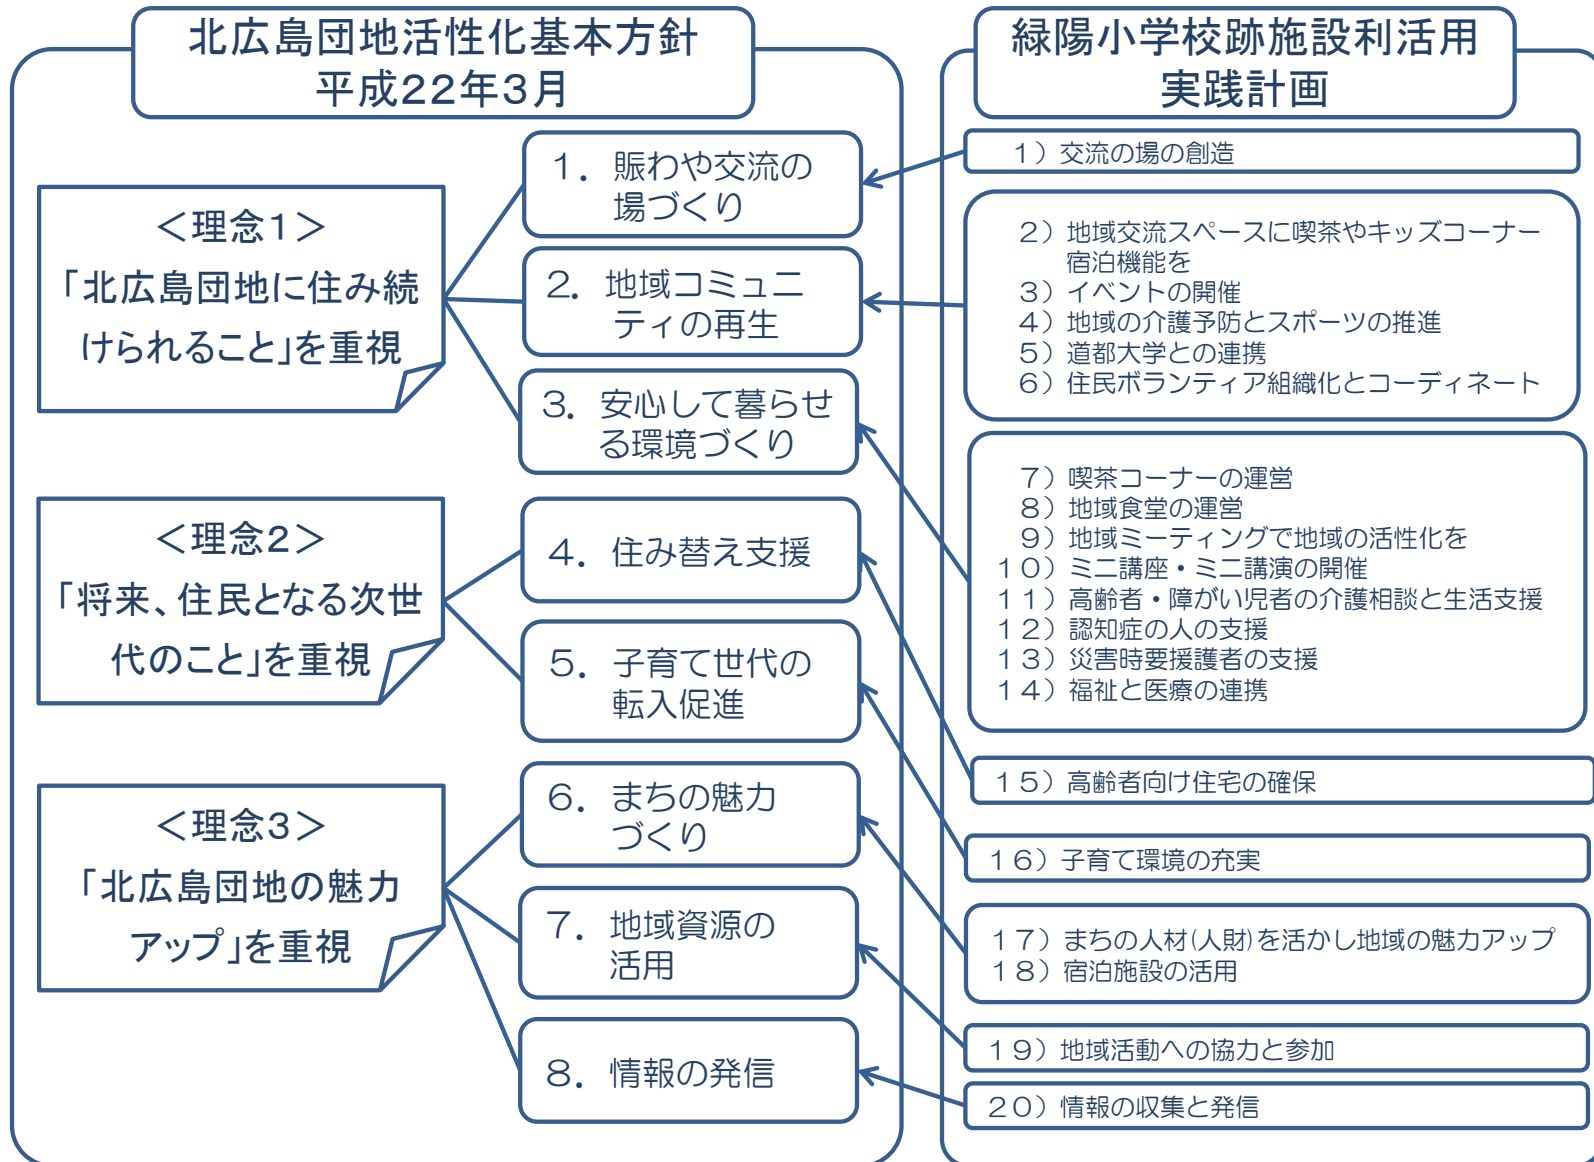 北広島団地活性化基本方針
平成22年3月
＜理念1＞
「北広島団地に住み続
けられること」を重視
1．賑わや交流の
場づくり
2．地域コミュニ
ティの再生
3．安心して暮らせ
る環境づくり
＜理念2＞
「将来、住民となる次世
代のこと」を重視
4．住み替え支援
5．子育て世代の
転入促進
＜理念3＞
「北広島団地の魅力
アップ」を重視
6．まちの魅力
づくり
7．地域資源の
活用
8．情報の発信
緑陽小学校跡施設利活用
実践計画
1）交流の場の創造
2）地域交流スペースに喫茶やキッズコーナー
宿泊機能を
3）イベントの開催
4）地域の介護予防とスポーツの推進
5）道都大学との連携
6）住民ボランティア組織化とコーディネート
7）喫茶コーナーの運営
8）地域食堂の運営
9）地域ミーティングで地域の活性化を
10）ミニ講座・ミニ講演の開催
11）高齢者・障がい児者の介護相談と生活支援
12）認知症の人の支援
13）災害時要援護者の支援
14）福祉と医療の連携
15）高齢者向け住宅の確保
16）子育て環境の充実
17）まちの人材(人財)を活かし地域の魅力アップ
18）宿泊施設の活用
19）地域活動への協力と参加
20）情報の収集と発信